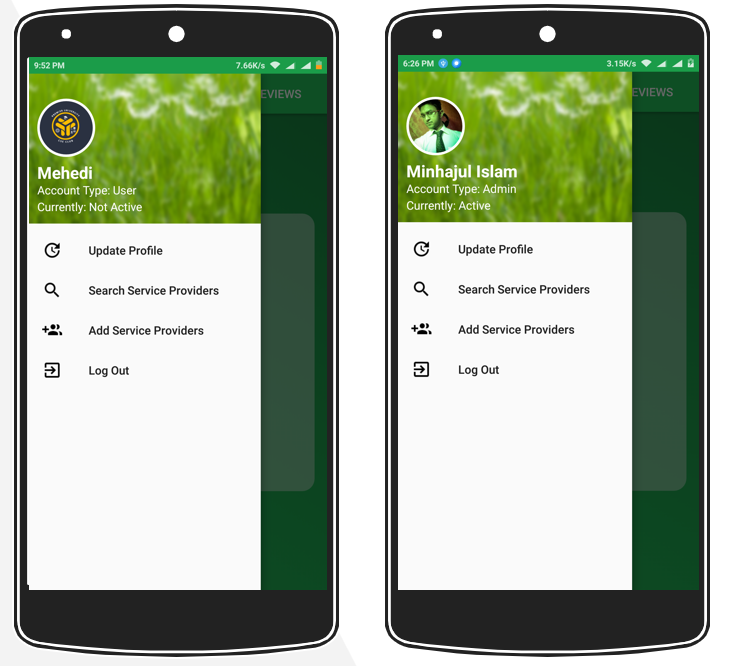 9:52 PM 7.66K/s
EVIEWS
Mehedi
Account Type: User
Currently: Not Active
Update Profile
Search Service Providers
Add Service Providers
Log Out
6:26 PM 3.15K/s
EVIEWS
Minhajul Islam
Account Type: Admin
Currently: Active
Update Profile
Search Service Providers
Add Service Providers
Log Out